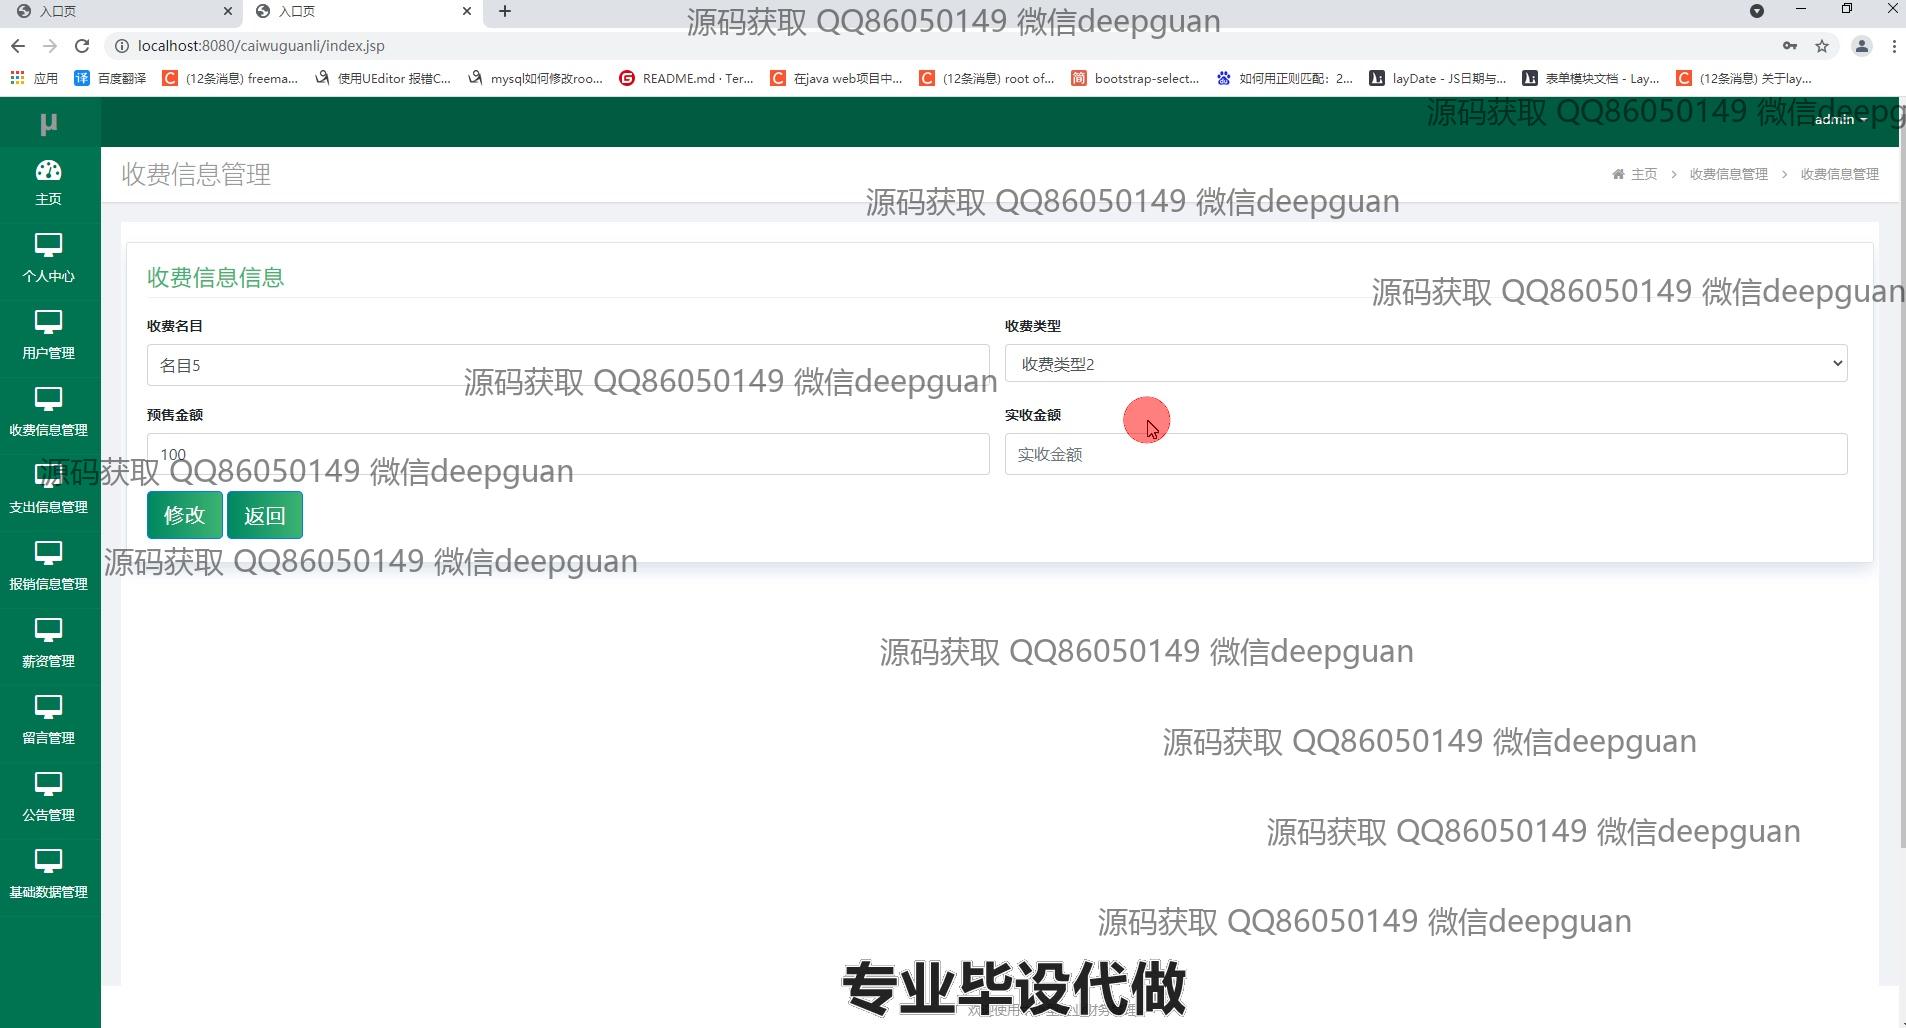 入口页
入口页
源码获取 QQ86050149 微信deepguan
localhost:8080/caiwuguanli/index.jsp
应用
百度翻译
(12条消息) freema...
使用UEditor 报错C...
mysql如何修改roo...
README.md · Ter...
在java web项目中...
(12条消息) root of...
bootstrap-select...
如何用正则匹配：2...
layDate - JS日期与...
表单模块文档 - Lay...
(12条消息) 关于lay...
μ
源码获取 QQ86050149 微信deepg
admin
主页
收费信息管理
主页 > 收费信息管理 > 收费信息管理
源码获取 QQ86050149 微信deepguan
个人中心
收费信息信息
源码获取 QQ86050149 微信deepguan
收费名目
收费类型
用户管理
名目5
收费类型2
源码获取 QQ86050149 微信deepguan
预售金额
实收金额
收费信息管理
100
实收金额
源码获取 QQ86050149 微信deepguan
支出信息管理
修改
返回
源码获取 QQ86050149 微信deepguan
报销信息管理
源码获取 QQ86050149 微信deepguan
薪资管理
留言管理
源码获取 QQ86050149 微信deepguan
公告管理
源码获取 QQ86050149 微信deepguan
基础数据管理
源码获取 QQ86050149 微信deepguan
专业毕设代做